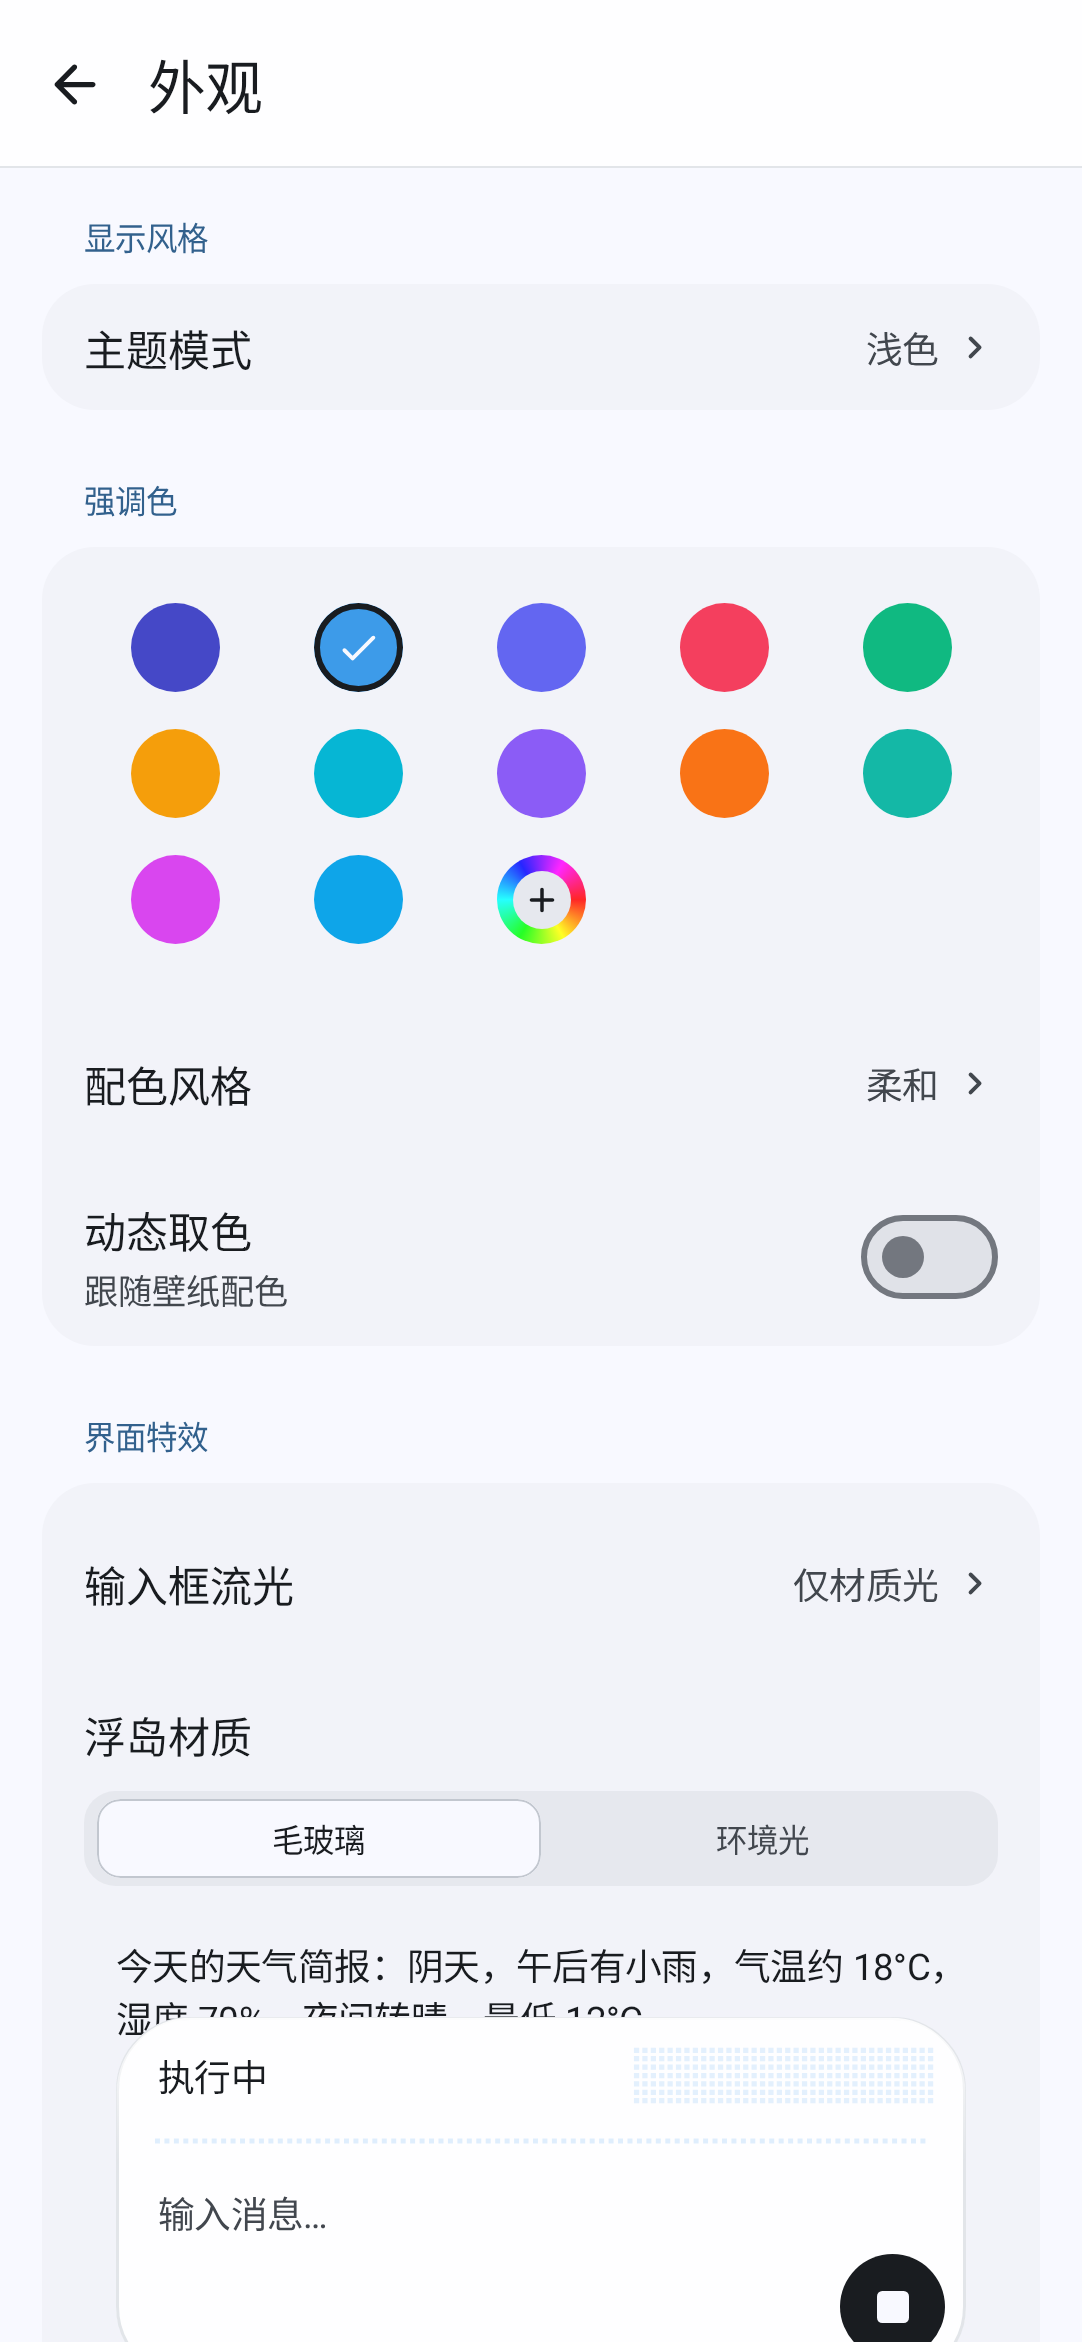 外观
显示风格
主题模式
浅色
强调色
配色风格
柔和
动态取色
跟随壁纸配色
界面特效
输入框流光
仅材质光
浮岛材质
毛玻璃
环境光
今天的天气简报：阴天，午后有小雨，气温约 18°C，
湿度
执行中
输入消息...